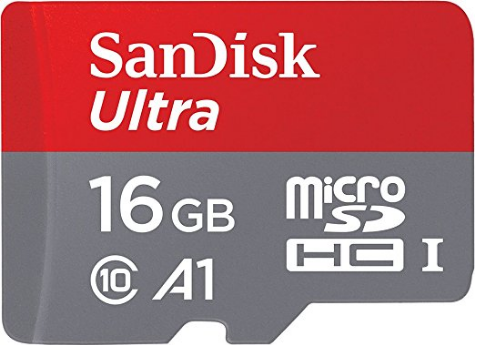 SanDisk
Ultra
16 GB
micro
SD
HC I
10 A1